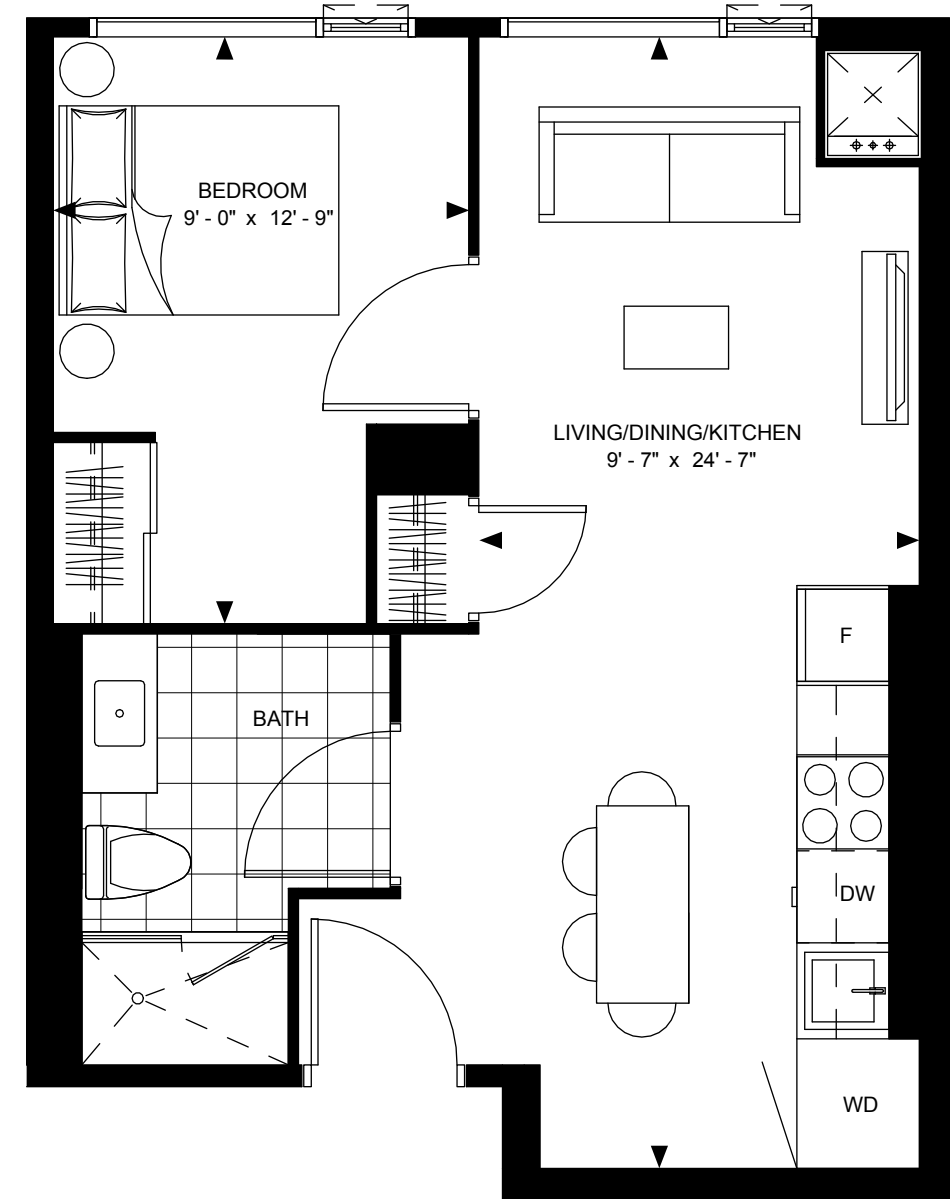 BEDROOM
9' - 0" x 12' - 9"
LIVING/DINING/KITCHEN
9' - 7" x 24' - 7"
F
BATH
DW
WD